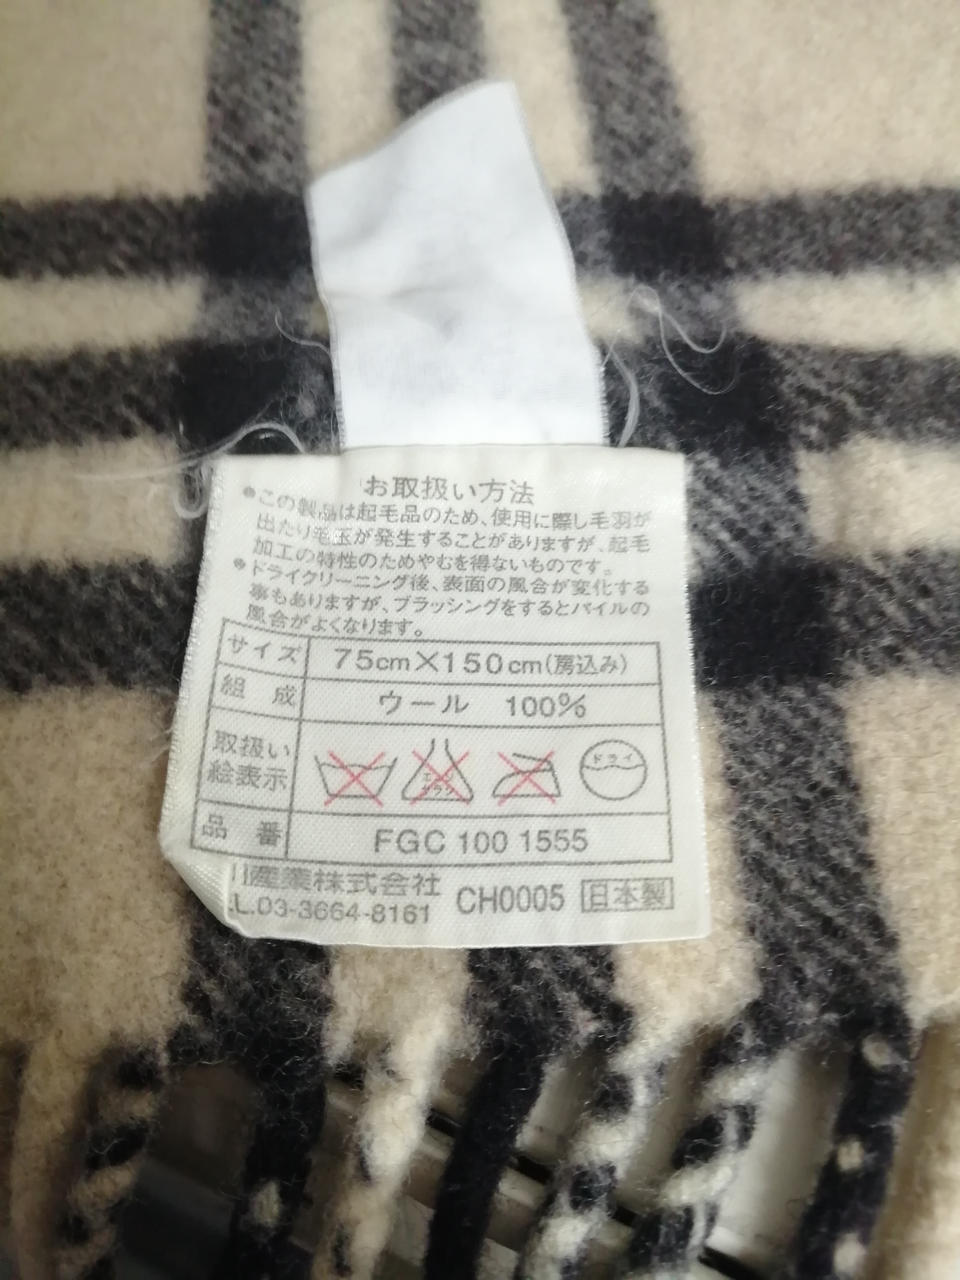 お取扱い方法
●この製品は起毛品のため、使用に際し毛羽が
出たり毛玉が発生することがありますが、起毛
加工の特性のためやむを得ないものです。
●ドライクリーニング後、表面の風合が変化する
事もありますが、ブラッシングをするとパイルの
風合がよくなります。
サイズ 75cm×150cm(房込み)
組成 ウール 100%
取扱い
絵表示 エンソ
サラシ ドライ
品番 FGC 100 1555
川産業株式会社 CH0005 日本製
L.03-3664-8161